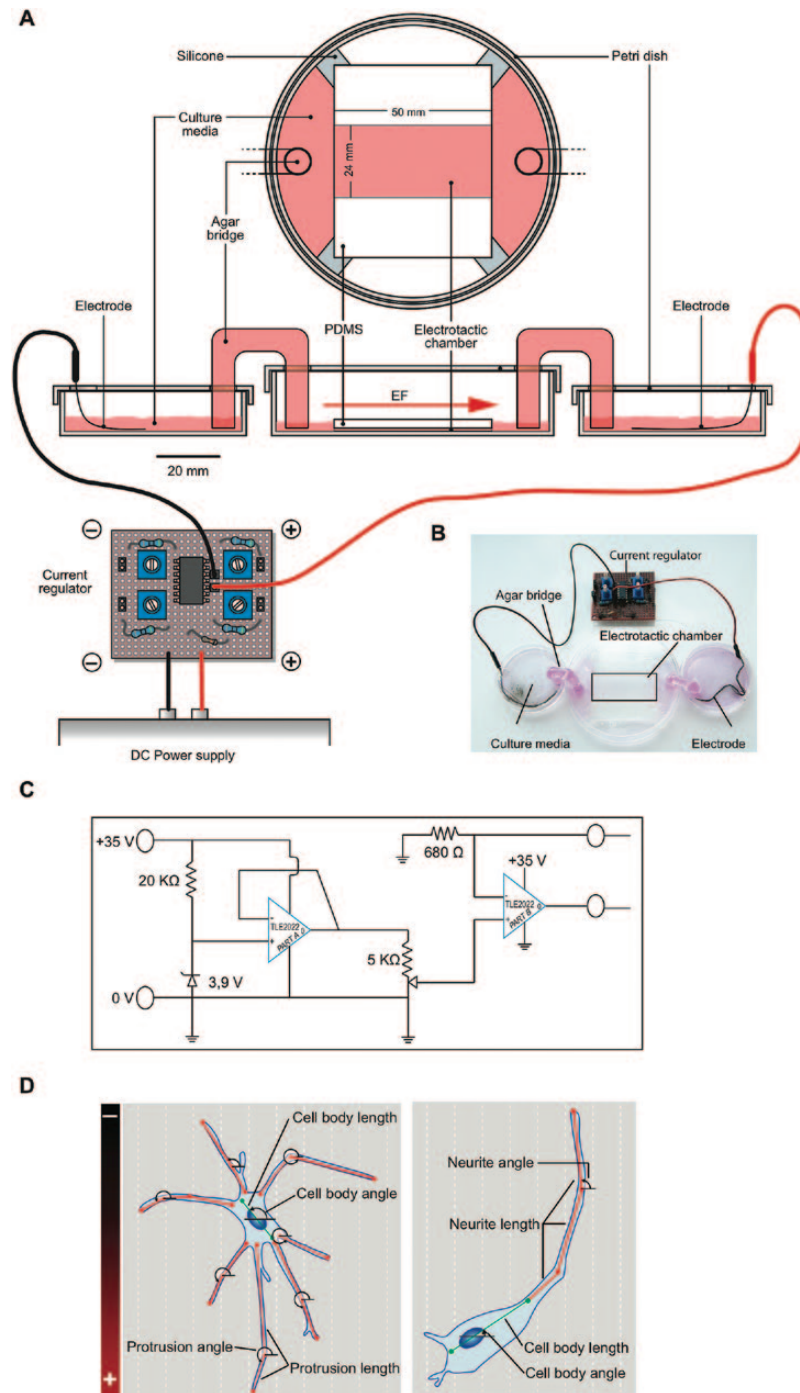 A
Silicone
Petri dish
Culture
media
50 mm
24 mm
Agar
bridge
Electrode
PDMS
Electrotactic
chamber
Electrode
EF
20 mm
− +
Current
regulator
− +
DC Power supply
B
Current regulator
Agar bridge
Electrotactic chamber
Culture media
Electrode
C
+35 V
680 Ω
+35 V
20 KΩ
−
TLE2022
+
PART A
0
−
TLE2022
+
PART B
0
5 KΩ
3,9 V
0 V
D
−
Cell body length
Cell body angle
Protrusion angle
Protrusion length
+
Neurite angle
Neurite length
Cell body length
Cell body angle